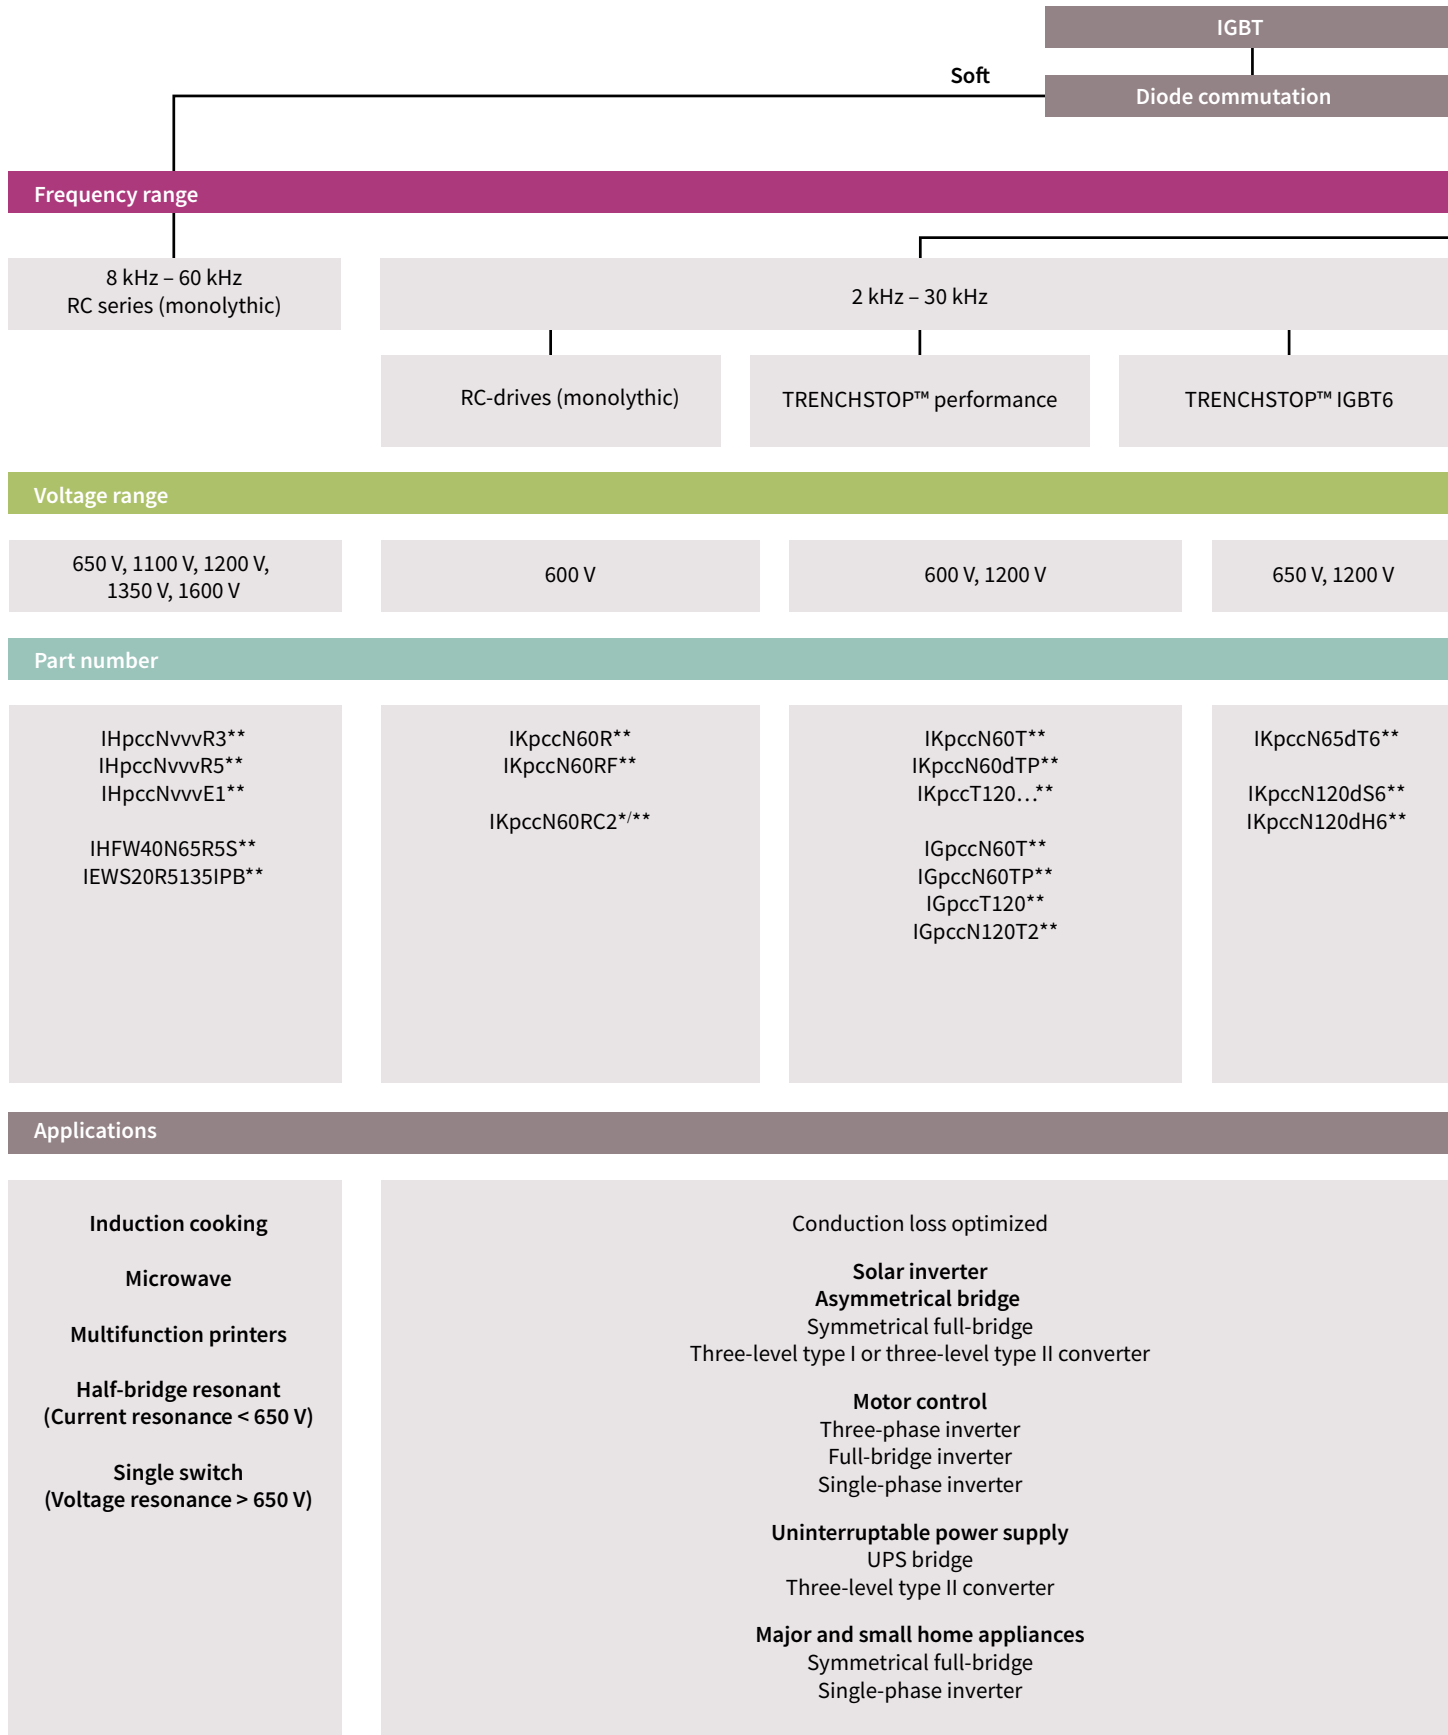 IGBT
Soft
Diode commutation
Frequency range
8 kHz – 60 kHz
RC series (monolythic)
2 kHz – 30 kHz
RC-drives (monolythic)
TRENCHSTOP™ performance
TRENCHSTOP™ IGBT6
Voltage range
650 V, 1100 V, 1200 V,
1350 V, 1600 V
600 V
600 V, 1200 V
650 V, 1200 V
Part number
IHpccNvvvR3**
IHpccNvvvR5**
IHpccNvvvE1**
IHFW40N65R5S**
IEWS20R5135IPB**
IKpccN60R**
IKpccN60RF**
IKpccN60RC2*/**
IKpccN60T**
IKpccN60dTP**
IKpccT120…**
IGpccN60T**
IGpccN60TP**
IGpccT120**
IGpccN120T2**
IKpccN65dT6**
IKpccN120dS6**
IKpccN120dH6**
Applications
Induction cooking
Microwave
Multifunction printers
Half-bridge resonant
(Current resonance < 650 V)
Single switch
(Voltage resonance > 650 V)
Conduction loss optimized
Solar inverter
Asymmetrical bridge
Symmetrical full-bridge
Three-level type I or three-level type II converter
Motor control
Three-phase inverter
Full-bridge inverter
Single-phase inverter
Uninterruptable power supply
UPS bridge
Three-level type II converter
Major and small home appliances
Symmetrical full-bridge
Single-phase inverter